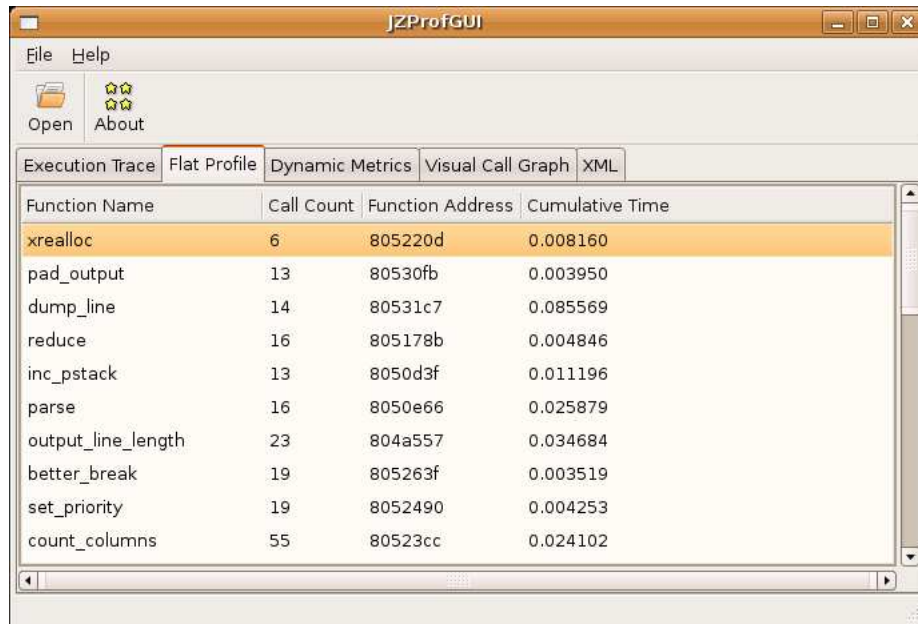 JZProfGUI
File Help
Open About
Execution Trace Flat Profile Dynamic Metrics Visual Call Graph XML
Function Name Call Count Function Address Cumulative Time
xrealloc 6 805220d 0.008160
pad_output 13 80530fb 0.003950
dump_line 14 80531c7 0.085569
reduce 16 805178b 0.004846
inc_pstack 13 8050d3f 0.011196
parse 16 8050e66 0.025879
output_line_length 23 804a557 0.034684
better_break 19 805263f 0.003519
set_priority 19 8052490 0.004253
count_columns 55 80523cc 0.024102